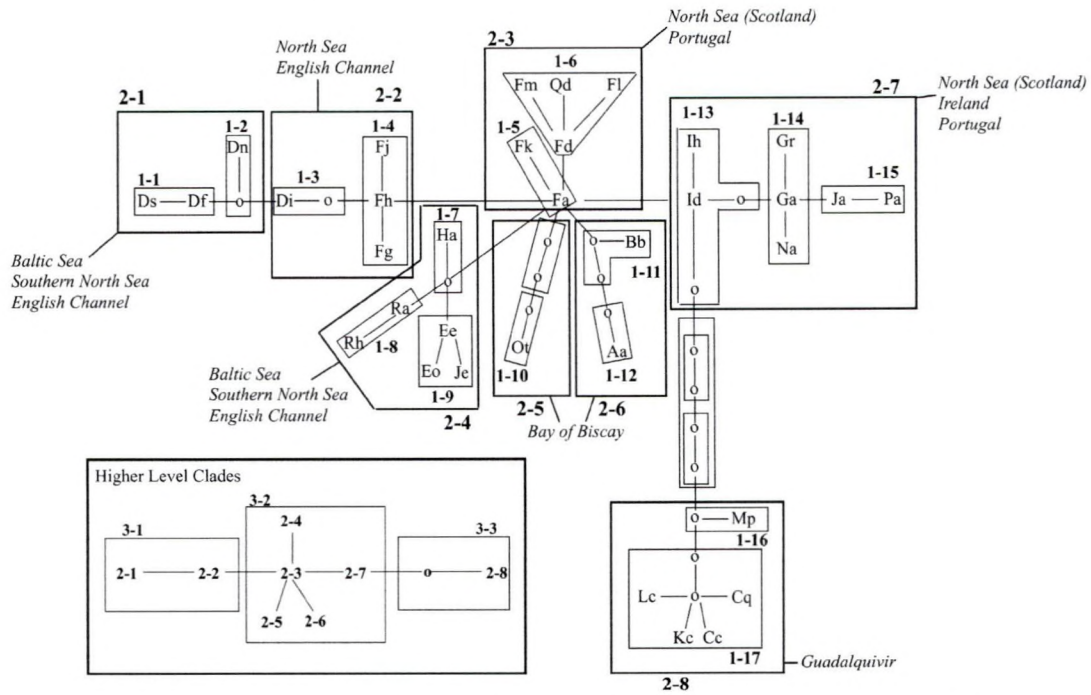 North Sea (Scotland)
Portugal
2-3
1-6
Fm Qd Fl
North Sea
English Channel
North Sea (Scotland)
Ireland
Portugal
2-7
2-1
2-2
1-13
1-14
1-2
1-4
1-5
Dn
Fj
Fk
Fd
Ih
Gr
1-1
1-3
1-15
Ds Df o Di o Fh Fa Id o Ga Ja Pa
1-7
Ha
Fg
o
o Bb
Na
1-11
Baltic Sea
Southern North Sea
English Channel
o
o
o
o
Ra
o
o
Rh
1-8
Ee
Ot
Aa
o
Eo Je
1-10
1-12
Baltic Sea
Southern North Sea
English Channel
1-9
2-4
2-5
2-6
Bay of Biscay
o
o
o
Higher Level Clades
3-2
2-4
3-1
3-3
2-1 2-2 2-3 2-7 o 2-8
2-5
2-6
o Mp
1-16
o
Lc o Cq
Kc Cc
1-17
Guadalquivir
2-8